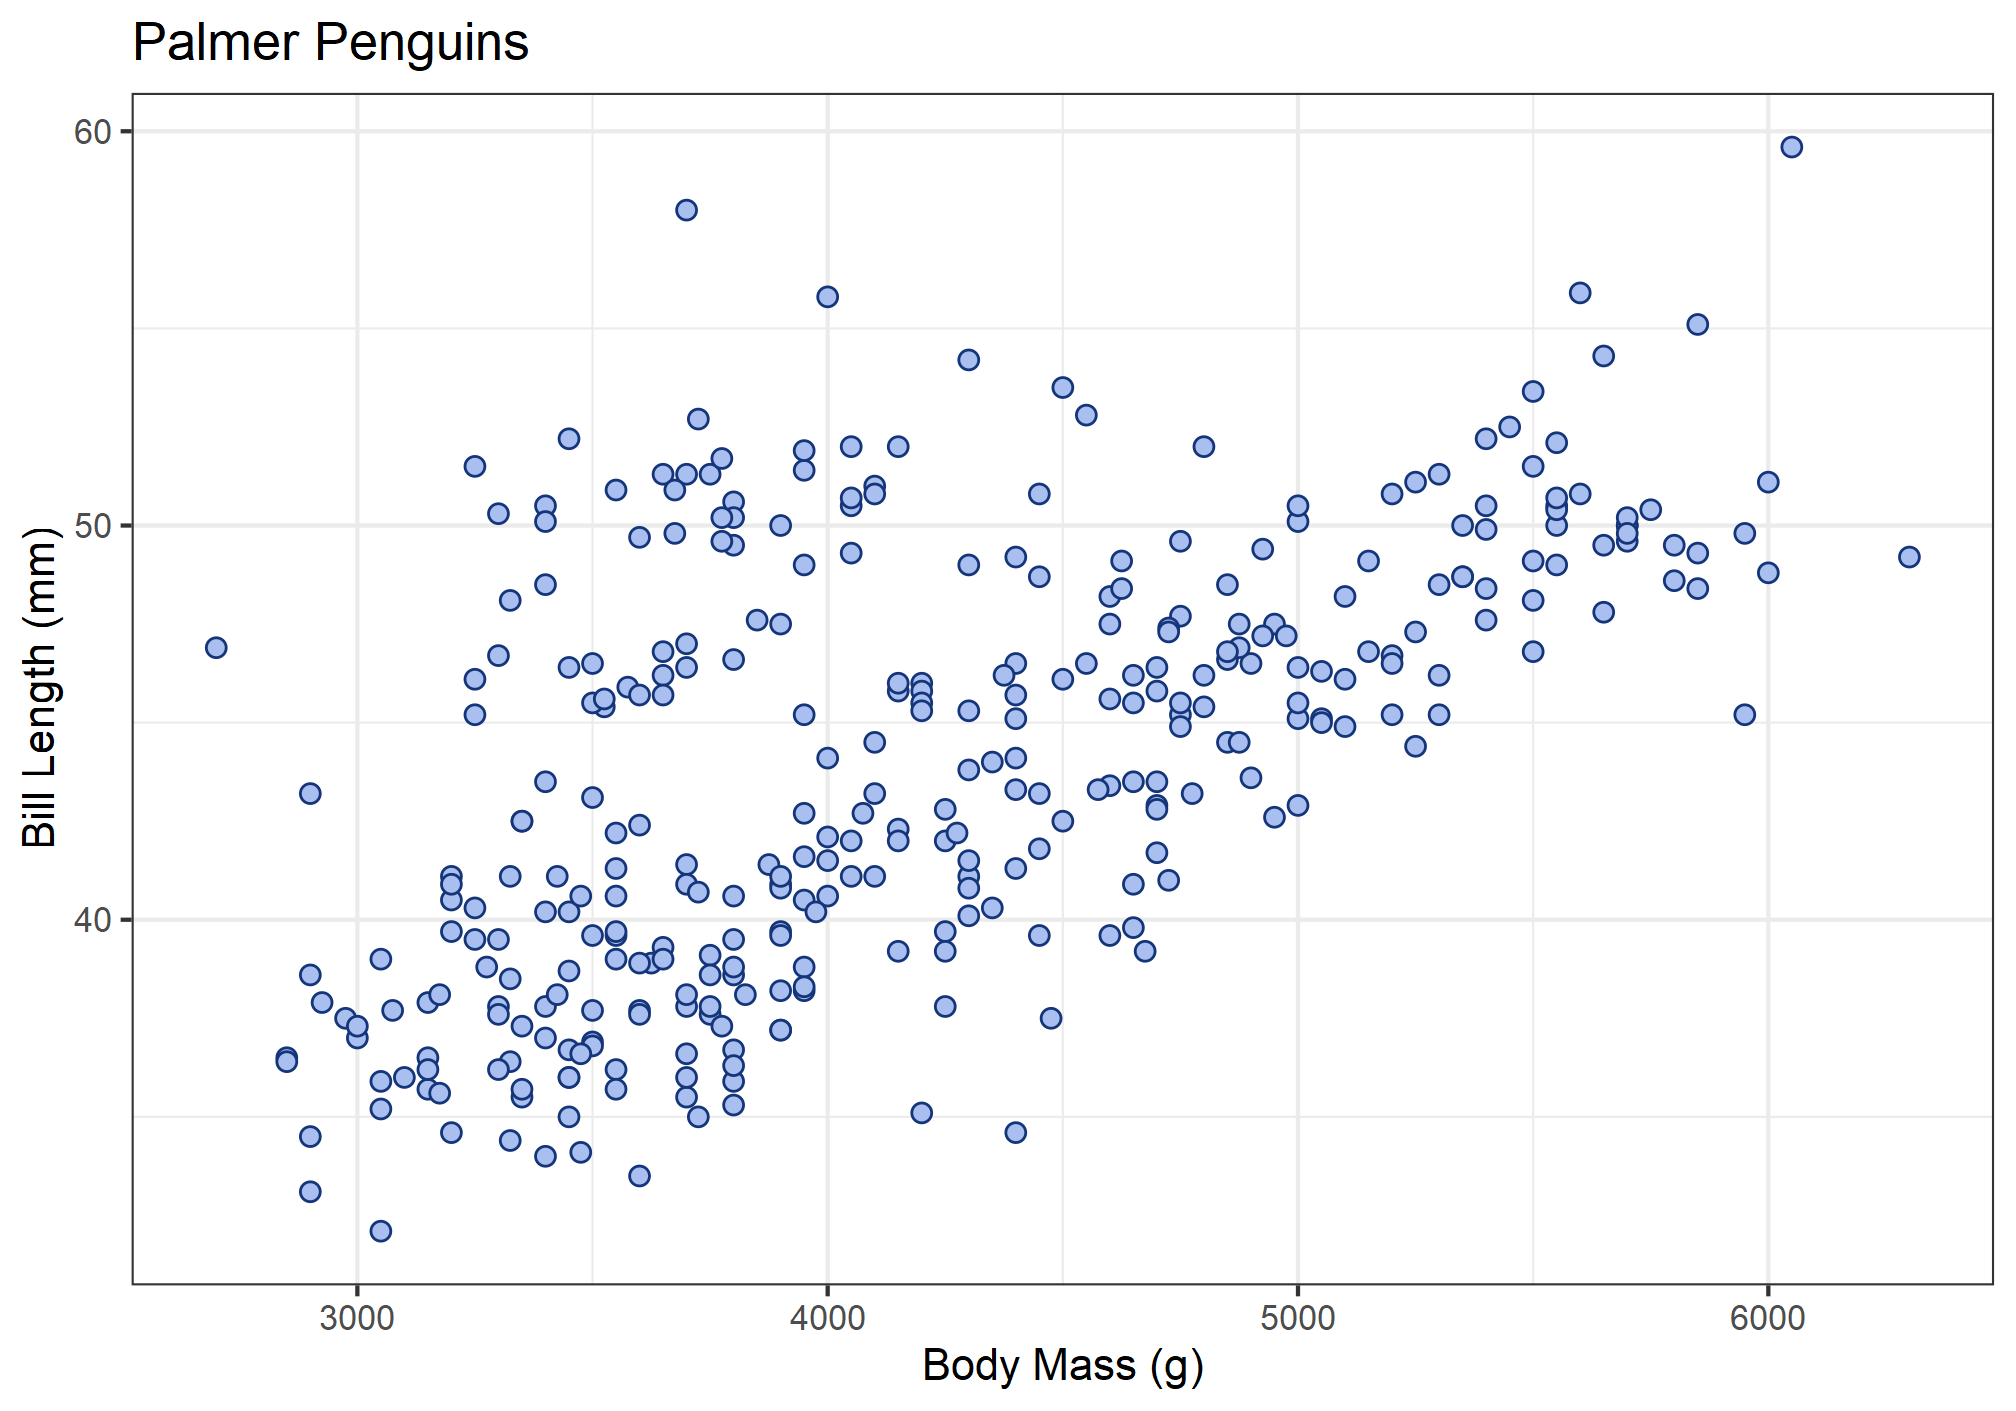 Palmer Penguins
60
50
40
Bill Length (mm)
3000 4000 5000 6000
Body Mass (g)